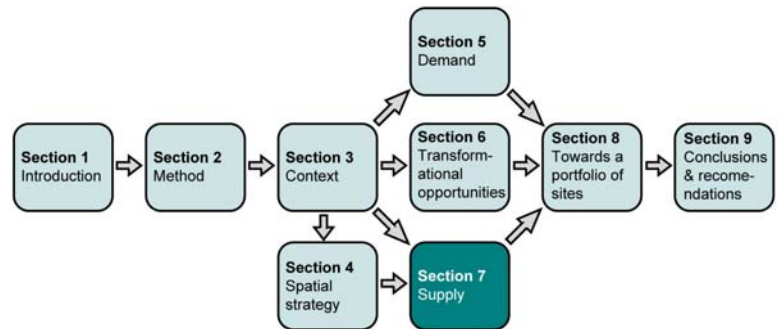 Section 5
Demand
Section 1
Introduction
Section 2
Method
Section 3
Context
Section 6
Transform-
ational
opportunities
Section 8
Towards a
portfolio of
sites
Section 9
Conclusions
& recome-
ndations
Section 4
Spatial
strategy
Section 7
Supply